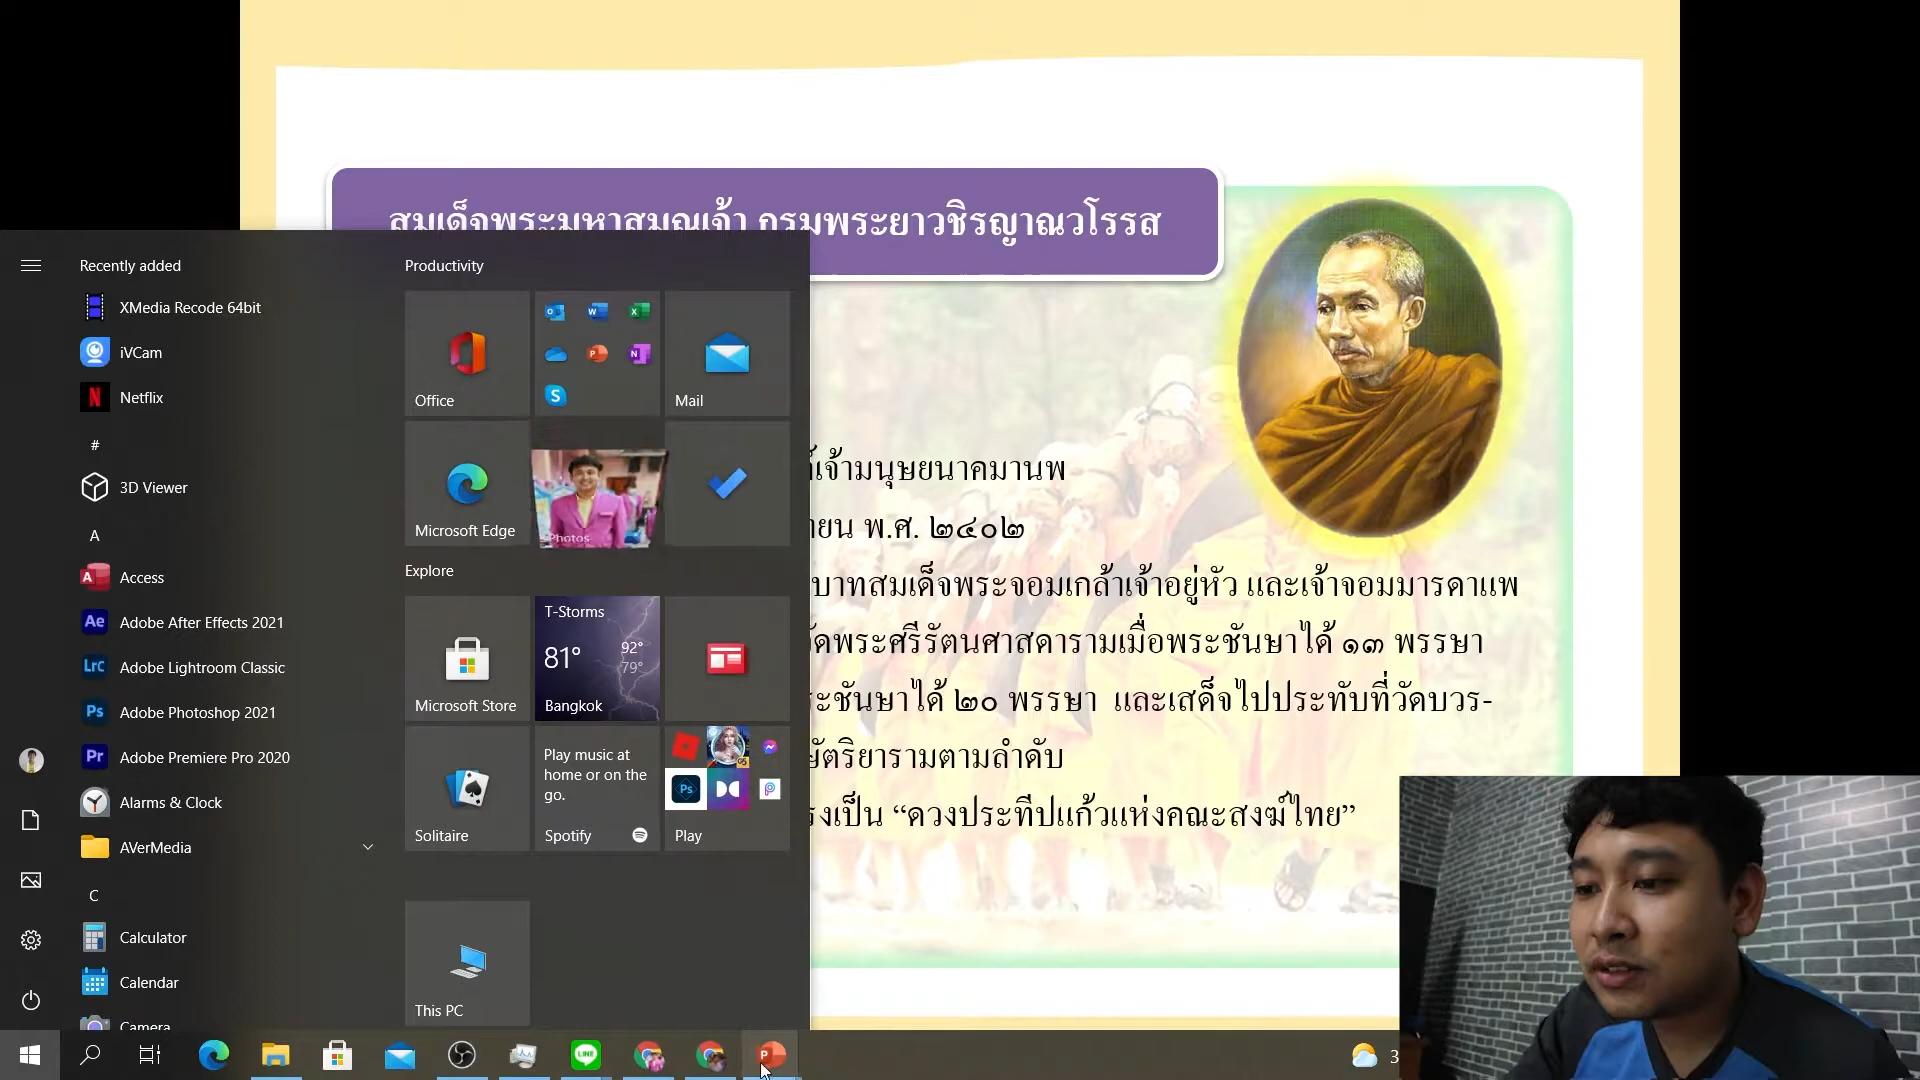 สมเด็จพระมหาสมณเจ้า กรมพระยาวชิรญาณวโรรส
Recently added
XMedia Recode 64bit
iVCam
Netflix
#
3D Viewer
A
Access
Adobe After Effects 2021
Adobe Lightroom Classic
Adobe Photoshop 2021
Adobe Premiere Pro 2020
Alarms & Clock
AVerMedia
C
Calculator
Calendar
Camera
Productivity
Office
Mail
Microsoft Edge
Photos
Explore
Microsoft Store
T-Storms
81°
92°
79°
Bangkok
Solitaire
Play music at
home or on the
go.
Spotify
Play
This PC
เจ้ามนุษยนาคมานพ
ยน พ.ศ. ๒๔๐๒
บาทสมเด็จพระจอมเกล้าเจ้าอยู่หัว และเจ้าจอมมารดาแพ
วัดพระศรีรัตนศาสดารามเมื่อพระชันษาได้ ๑๓ พรรษา
ะชันษาได้ ๒๐ พรรษา และเสด็จไปประทับที่วัดบวร-
ษัตริยารามตามลำดับ
รงเป็น “ดวงประทีปแก้วแห่งคณะสงฆ์ไทย”
3